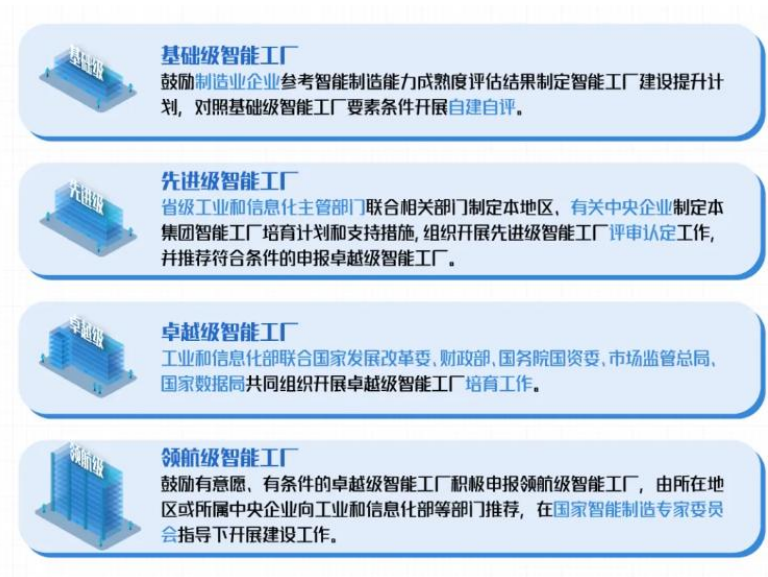 基础级
基础级智能工厂
鼓励制造业企业参考智能制造能力成熟度评估结果制定智能工厂建设提升计
划，对照基础级智能工厂要素条件开展自建自评。
先进级
先进级智能工厂
省级工业和信息化主管部门联合相关部门制定本地区、有关中央企业制定本
集团智能工厂培育计划和支持措施，组织开展先进级智能工厂评审认定工作，
并推荐符合条件的申报卓越级智能工厂。
卓越级
卓越级智能工厂
工业和信息化部联合国家发展改革委、财政部、国务院国资委、市场监管总局、
国家数据局共同组织开展卓越级智能工厂培育工作。
领航级
领航级智能工厂
鼓励有意愿、有条件的卓越级智能工厂积极申报领航级智能工厂，由所在地
区或所属中央企业向工业和信息化部等部门推荐，在国家智能制造专家委员
会指导下开展建设工作。